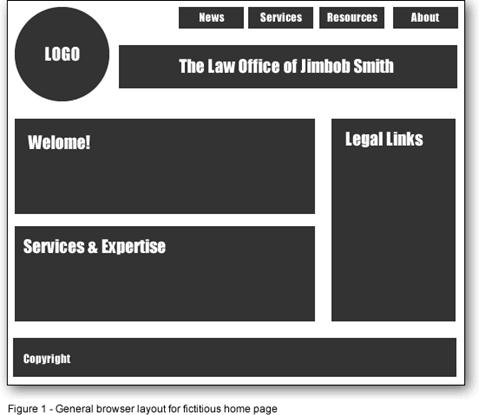 LOGO
News Services Resources About
The Law Office of Jimbob Smith
Welome!
Legal Links
Services & Expertise
Copyright
Figure 1 - General browser layout for fictitious home page